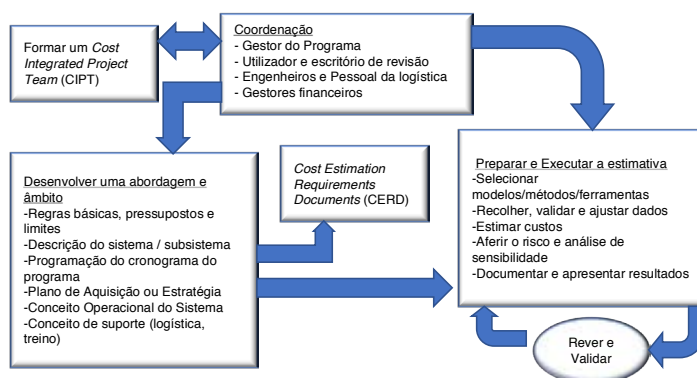 Formar um Cost
Integrated Project
Team (CIPT)
Coordenação
- Gestor do Programa
- Utilizador e escritório de revisão
- Engenheiros e Pessoal da logística
- Gestores financeiros
Desenvolver uma abordagem e
âmbito
-Regras básicas, pressupostos e
limites
-Descrição do sistema / subsistema
-Programação do cronograma do
programa
-Plano de Aquisição ou Estratégia
-Conceito Operacional do Sistema
-Conceito de suporte (logística,
treino)
Cost Estimation
Requirements
Documents (CERD)
Preparar e Executar a estimativa
-Selecionar
modelos/métodos/ferramentas
-Recolher, validar e ajustar dados
-Estimar custos
-Aferir o risco e análise de
sensibilidade
-Documentar e apresentar resultados
Rever e
Validar